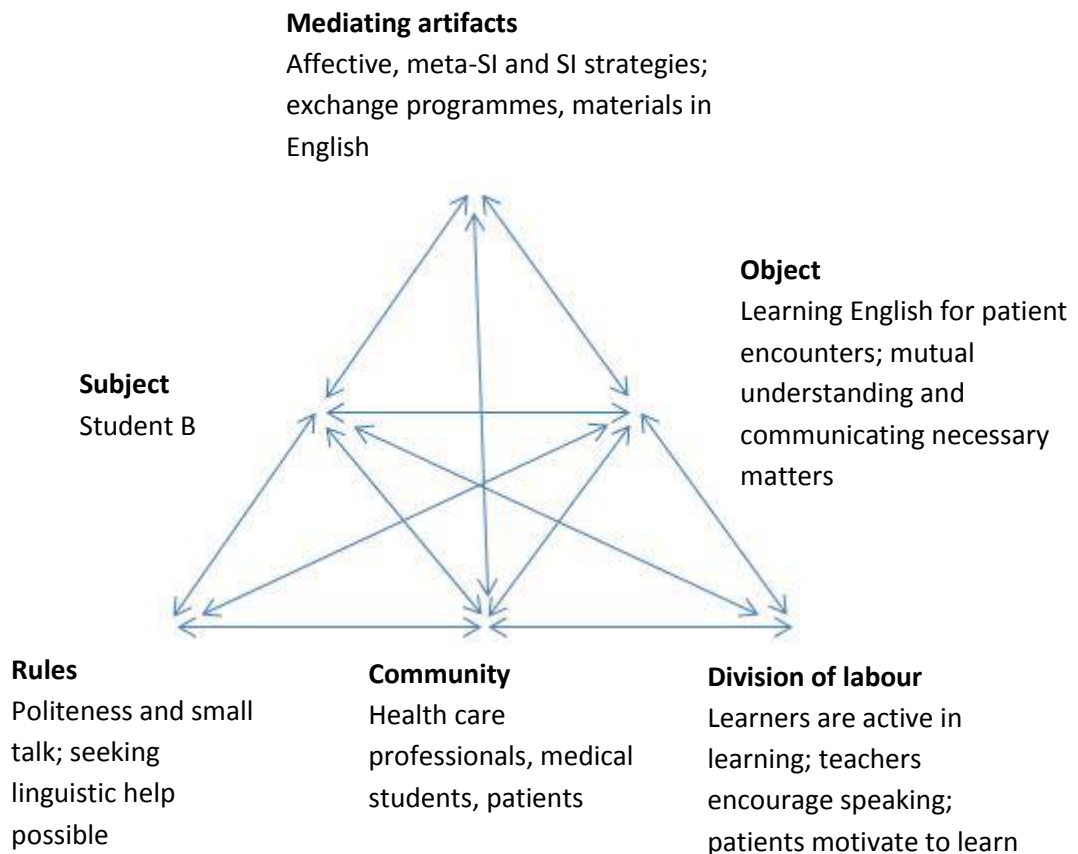 Mediating artifacts
Affective, meta-SI and SI strategies;
exchange programmes, materials in
English
Object
Learning English for patient
encounters; mutual
understanding and
communicating necessary
matters
Subject
Student B
Rules
Politeness and small
talk; seeking
linguistic help
possible
Community
Health care
professionals, medical
students, patients
Division of labour
Learners are active in
learning; teachers
encourage speaking;
patients motivate to learn